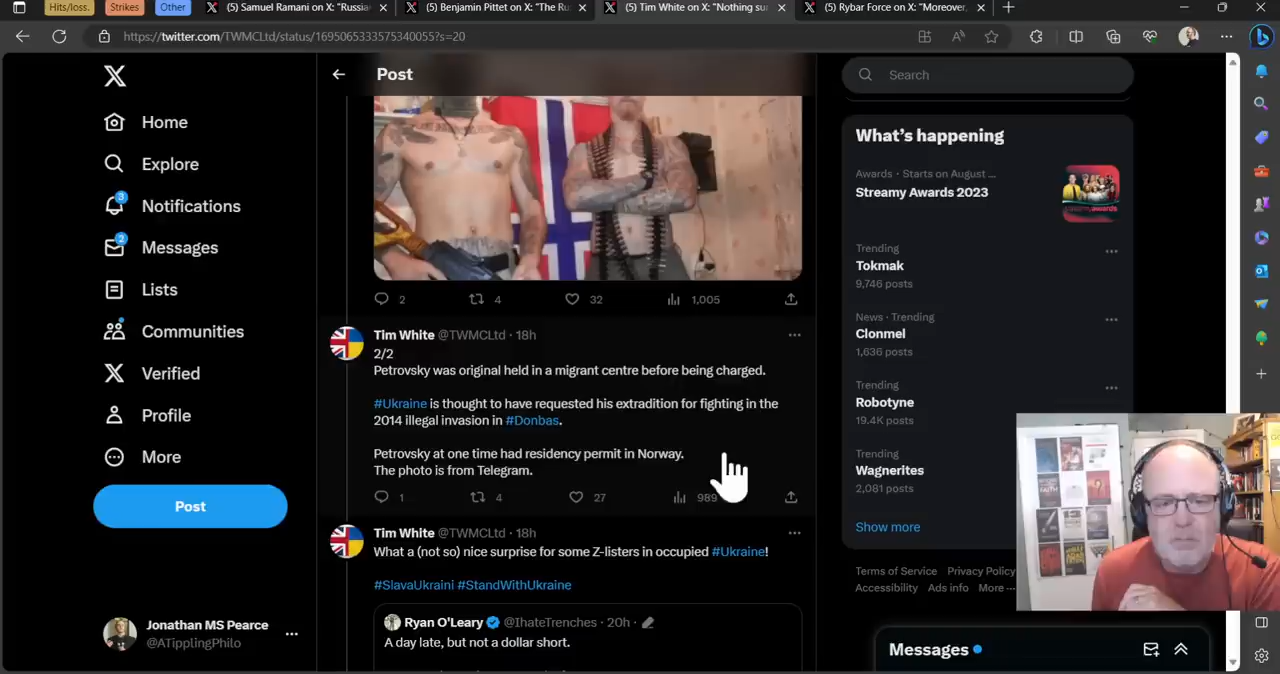 Hits/loss.
Strikes
Other
(5) Samuel Ramani on X: "Russia
(5) Benjamin Pittet on X: "The Ru
(5) Tim White on X: "Nothing su
(5) Rybar Force on X: "Moreover,
https://twitter.com/TWMCLtd/status/1695065333575340055?s=20
Home
Explore
3
Notifications
2
Messages
Lists
Communities
Verified
Profile
More
Post
Jonathan MS Pearce
@ATipplingPhilo
Post
2
4
32
1,005
Tim White @TWMCLtd · 18h
2/2
Petrovsky was original held in a migrant centre before being charged.
#Ukraine is thought to have requested his extradition for fighting in the
2014 illegal invasion in #Donbas.
Petrovsky at one time had residency permit in Norway.
The photo is from Telegram.
1
4
27
989
Tim White @TWMCLtd · 18h
What a (not so) nice surprise for some Z-listers in occupied #Ukraine!
#SlavaUkraini #StandWithUkraine
Ryan O'Leary @IhateTrenches · 20h ·
A day late, but not a dollar short.
Search
What's happening
Awards · Starts on August ...
Streamy Awards 2023
Trending
Tokmak
9,746 posts
News · Trending
Clonmel
1,636 posts
Trending
Robotyne
19.4K posts
Trending
Wagnerites
2,081 posts
Show more
Terms of Service Privacy Policy
Accessibility Ads info More ···
Messages